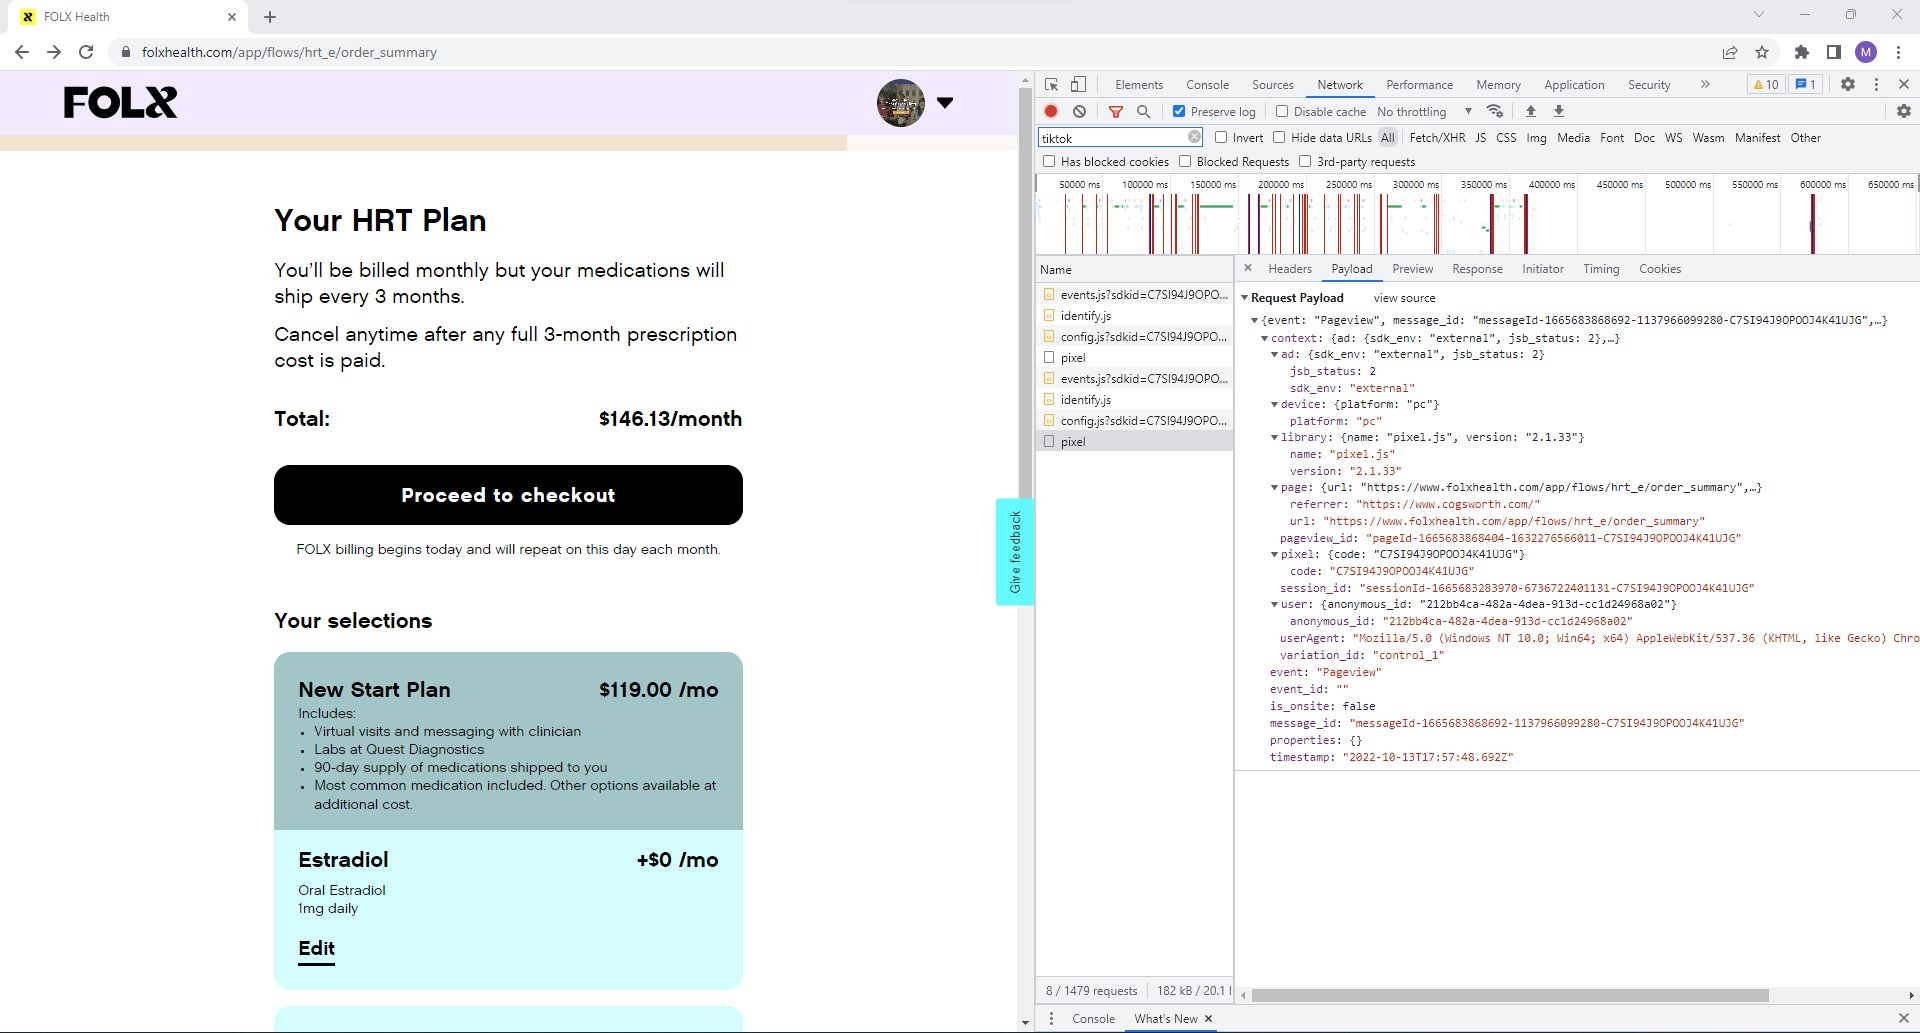 FOLX Health
folxhealth.com/app/flows/hrt_e/order_summary
M
FOLX
Your HRT Plan
You'll be billed monthly but your medications will
ship every 3 months.
Cancel anytime after any full 3-month prescription
cost is paid.
Total: $146.13/month
Proceed to checkout
FOLX billing begins today and will repeat on this day each month.
Your selections
New Start Plan $119.00 /mo
Includes:
• Virtual visits and messaging with clinician
• Labs at Quest Diagnostics
• 90-day supply of medications shipped to you
• Most common medication included. Other options available at
additional cost.
Estradiol +$0 /mo
Oral Estradiol
1mg daily
Edit
Give feedback
Elements Console Sources Network Performance Memory Application Security » 10 1
Preserve log Disable cache No throttling
tiktok Invert Hide data URLs All Fetch/XHR JS CSS Img Media Font Doc WS Wasm Manifest Other
Has blocked cookies Blocked Requests 3rd-party requests
50000 ms 100000 ms 150000 ms 200000 ms 250000 ms 300000 ms 350000 ms 400000 ms 450000 ms 500000 ms 550000 ms 600000 ms 650000 ms
Name
events.js?sdkid=C7SI94J9OPO...
identify.js
config.js?sdkid=C7SI94J9OPO...
pixel
events.js?sdkid=C7SI94J9OPO...
identify.js
config.js?sdkid=C7SI94J9OPO...
pixel
8 / 1479 requests 182 kB / 20.1
Headers Payload Preview Response Initiator Timing Cookies
Request Payload view source
{event: "Pageview", message_id: "messageId-1665683868692-1137966099280-C7SI94J9OPOOJ4K41UJG",…}
context: {ad: {sdk_env: "external", jsb_status: 2},…}
ad: {sdk_env: "external", jsb_status: 2}
jsb_status: 2
sdk_env: "external"
device: {platform: "pc"}
platform: "pc"
library: {name: "pixel.js", version: "2.1.33"}
name: "pixel.js"
version: "2.1.33"
page: {url: "https://www.folxhealth.com/app/flows/hrt_e/order_summary",…}
referrer: "https://www.cogsworth.com/"
url: "https://www.folxhealth.com/app/flows/hrt_e/order_summary"
pageview_id: "pageId-1665683868404-1632276566011-C7SI94J9OPOOJ4K41UJG"
pixel: {code: "C7SI94J9OPOOJ4K41UJG"}
code: "C7SI94J9OPOOJ4K41UJG"
session_id: "sessionId-1665683283970-6736722401131-C7SI94J9OPOOJ4K41UJG"
user: {anonymous_id: "212bb4ca-482a-4dea-913d-cc1d24968a02"}
anonymous_id: "212bb4ca-482a-4dea-913d-cc1d24968a02"
userAgent: "Mozilla/5.0 (Windows NT 10.0; Win64; x64) AppleWebKit/537.36 (KHTML, like Gecko) Chro
variation_id: "control_1"
event: "Pageview"
event_id: ""
is_onsite: false
message_id: "messageId-1665683868692-1137966099280-C7SI94J9OPOOJ4K41UJG"
properties: {}
timestamp: "2022-10-13T17:57:48.692Z"
Console What's New